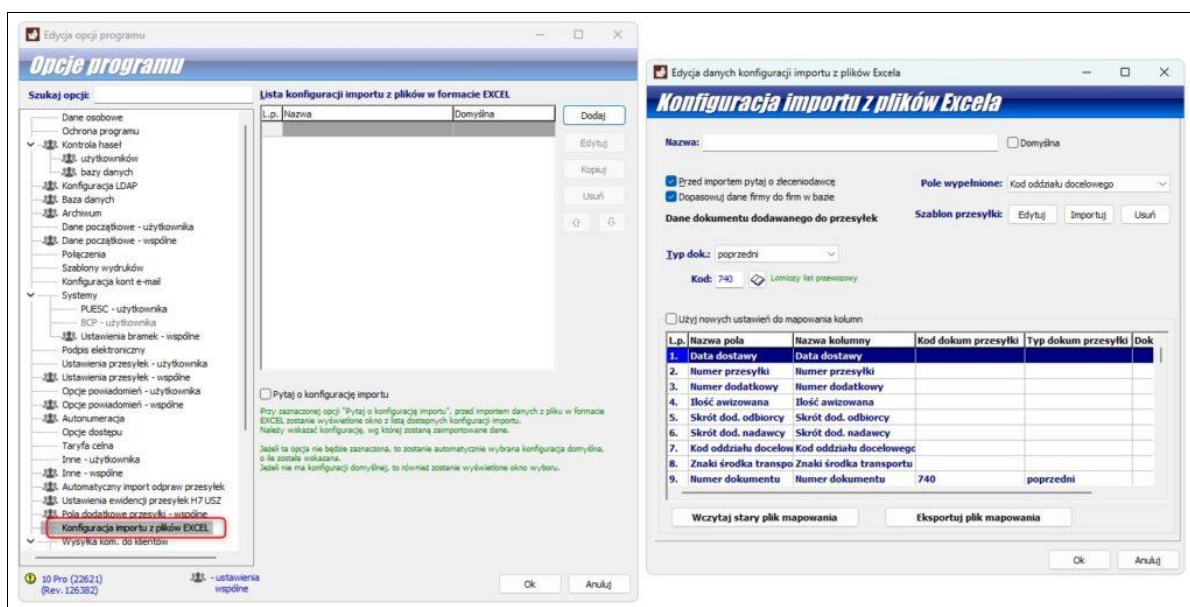 Edycja opcji programu
Opcje programu
Szukaj opcji:
Dane osobowe
Ochrona programu
Kontrola haseł
użytkowników
bazy danych
Konfiguracja LDAP
Baza danych
Archiwum
Dane początkowe - użytkownika
Dane początkowe - wspólne
Połączenia
Szablony wydruków
Konfiguracja kont e-mail
Systemy
PUESC - użytkownika
BCP - użytkownika
Ustawienia bramek - wspólne
Podpis elektroniczny
Ustawienia przesyłek - użytkownika
Ustawienia przesyłek - wspólne
Opcje powiadomień - użytkownika
Opcje powiadomień - wspólne
Autonumeracja
Opcje dostępu
Taryfa celna
Inne - użytkownika
Inne - wspólne
Automatyczny import odpraw przesyłek
Ustawienia ewidencji przesyłek H7 USZ
Pola dodatkowe przesyłki - wspólne
Konfiguracja importu z plików EXCEL
Wysyłka kom. do klientów
10 Pro (22621)
(Rev. 126382)
- ustawienia
wspólne
Lista konfiguracji importu z plików w formacie EXCEL
L.p. Nazwa Domyślna
Dodaj
Edytuj
Kopiuj
Usuń
Pytaj o konfigurację importu
Przy zaznaczonej opcji "Pytaj o konfigurację importu", przed importem danych z pliku w formacie
EXCEL zostanie wyświetlone okno z listą dostępnych konfiguracji importu.
Należy wskazać konfigurację, wg której zostaną zaimportowane dane.
Jeżeli ta opcja nie będzie zaznaczona, to zostanie automatycznie wybrana konfiguracja domyślna,
o ile została wskazana.
Jeżeli nie ma konfiguracji domyślnej, to również zostanie wyświetlone okno wyboru.
Ok Anuluj
Edycja danych konfiguracji importu z plików Excela
Konfiguracja importu z plików Excela
Nazwa: Domyślna
Przed importem pytaj o zleceniodawcę
Dopasowuj dane firmy do firm w bazie
Pole wypełnione: Kod oddziału docelowego
Dane dokumentu dodawanego do przesyłek
Szablon przesyłki: Edytuj Importuj Usuń
Typ dok.: poprzedni
Kod: 740 Lotniczy list przewozowy
Użyj nowych ustawień do mapowania kolumn
L.p. Nazwa pola Nazwa kolumny Kod dokum przesyłki Typ dokum przesyłki Dok
1. Data dostawy Data dostawy
2. Numer przesyłki Numer przesyłki
3. Numer dodatkowy Numer dodatkowy
4. Ilość awizowana Ilość awizowana
5. Skrót dod. odbiorcy Skrót dod. odbiorcy
6. Skrót dod. nadawcy Skrót dod. nadawcy
7. Kod oddziału docelow Kod oddziału docelowego
8. Znaki środka transpo Znaki środka transportu
9. Numer dokumentu Numer dokumentu 740 poprzedni
Wczytaj stary plik mapowania Eksportuj plik mapowania
Ok Anuluj